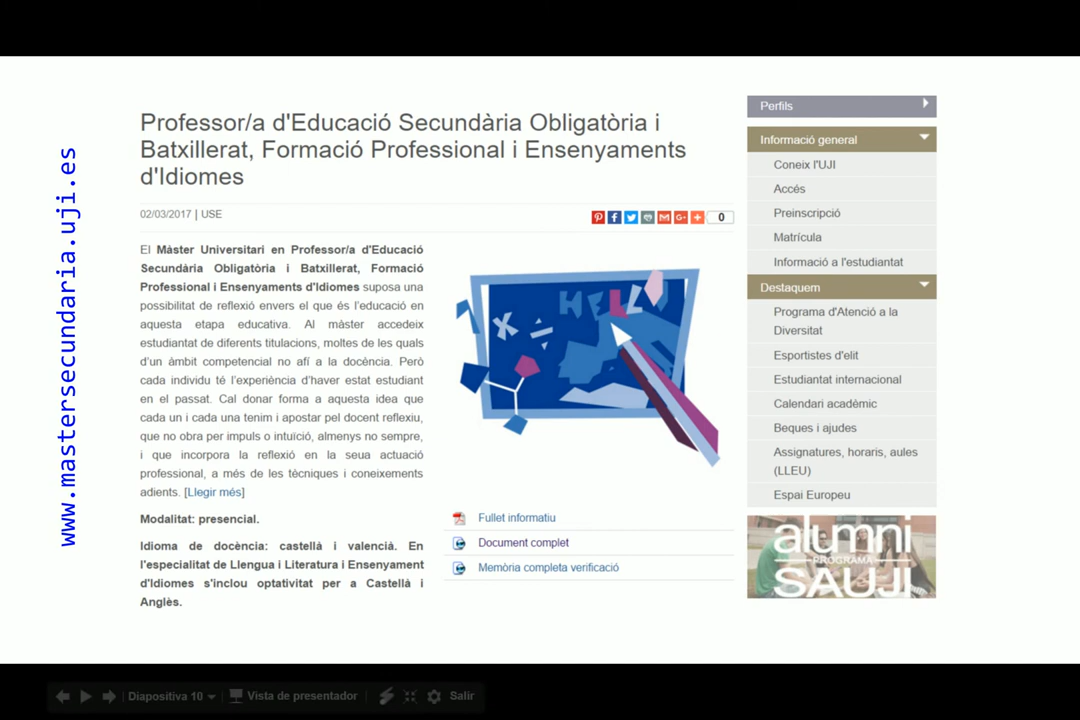 www.mastersecundaria.uji.es
Professor/a d'Educació Secundària Obligatòria i
Batxillerat, Formació Professional i Ensenyaments
d'Idiomes
02/03/2017 | USE
0
El Màster Universitari en Professor/a d'Educació
Secundària Obligatòria i Batxillerat, Formació
Professional i Ensenyaments d'Idiomes suposa una
possibilitat de reflexió envers el que és l'educació en
aquesta etapa educativa. Al màster accedeix
estudiantat de diferents titulacions, moltes de les quals
d'un àmbit competencial no afí a la docència. Però
cada individu té l'experiència d'haver estat estudiant
en el passat. Cal donar forma a aquesta idea que
cada un i cada una tenim i apostar pel docent reflexiu,
que no obra per impuls o intuïció, almenys no sempre,
i que incorpora la reflexió en la seua actuació
professional, a més de les tècniques i coneixements
adients. [Llegir més]
Modalitat: presencial.
Idioma de docència: castellà i valencià. En
l'especialitat de Llengua i Literatura i Ensenyament
d'Idiomes s'inclou optativitat per a Castellà i
Anglès.
HELL
Fullet informatiu
Document complet
Memòria completa verificació
Perfils
Informació general
Coneix l'UJI
Accés
Preinscripció
Matrícula
Informació a l'estudiantat
Destaquem
Programa d'Atenció a la
Diversitat
Esportistes d'elit
Estudiantat internacional
Calendari acadèmic
Beques i ajudes
Assignatures, horaris, aules
(LLEU)
Espai Europeu
alumni
PROGRAMA
SAUJI
Diapositiva 10
Vista de presentador
Salir